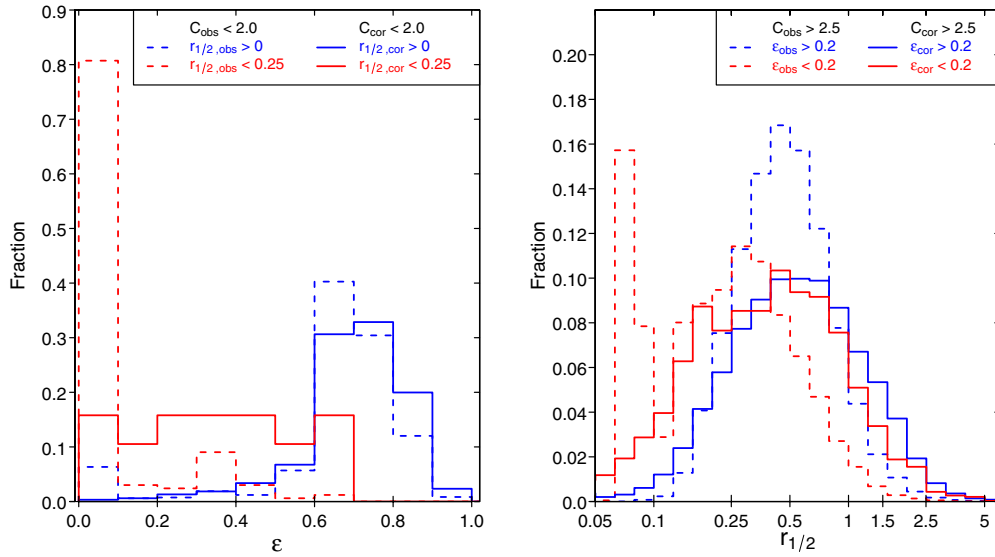 C_obs < 2.0 C_cor < 2.0
r_1/2 ,obs > 0 r_1/2 ,cor > 0
r_1/2 ,obs < 0.25 r_1/2 ,cor < 0.25
0.9
0.8
0.7
0.6
0.5
0.4
0.3
0.2
0.1
0.0
Fraction
0.0 0.2 0.4 0.6 0.8 1.0
ε
C_obs > 2.5 C_cor > 2.5
ε_obs > 0.2 ε_cor > 0.2
ε_obs < 0.2 ε_cor < 0.2
0.20
0.18
0.16
0.14
0.12
0.10
0.08
0.06
0.04
0.02
0.00
Fraction
0.05 0.1 0.25 0.5 1 1.5 2.5 5
r_1/2